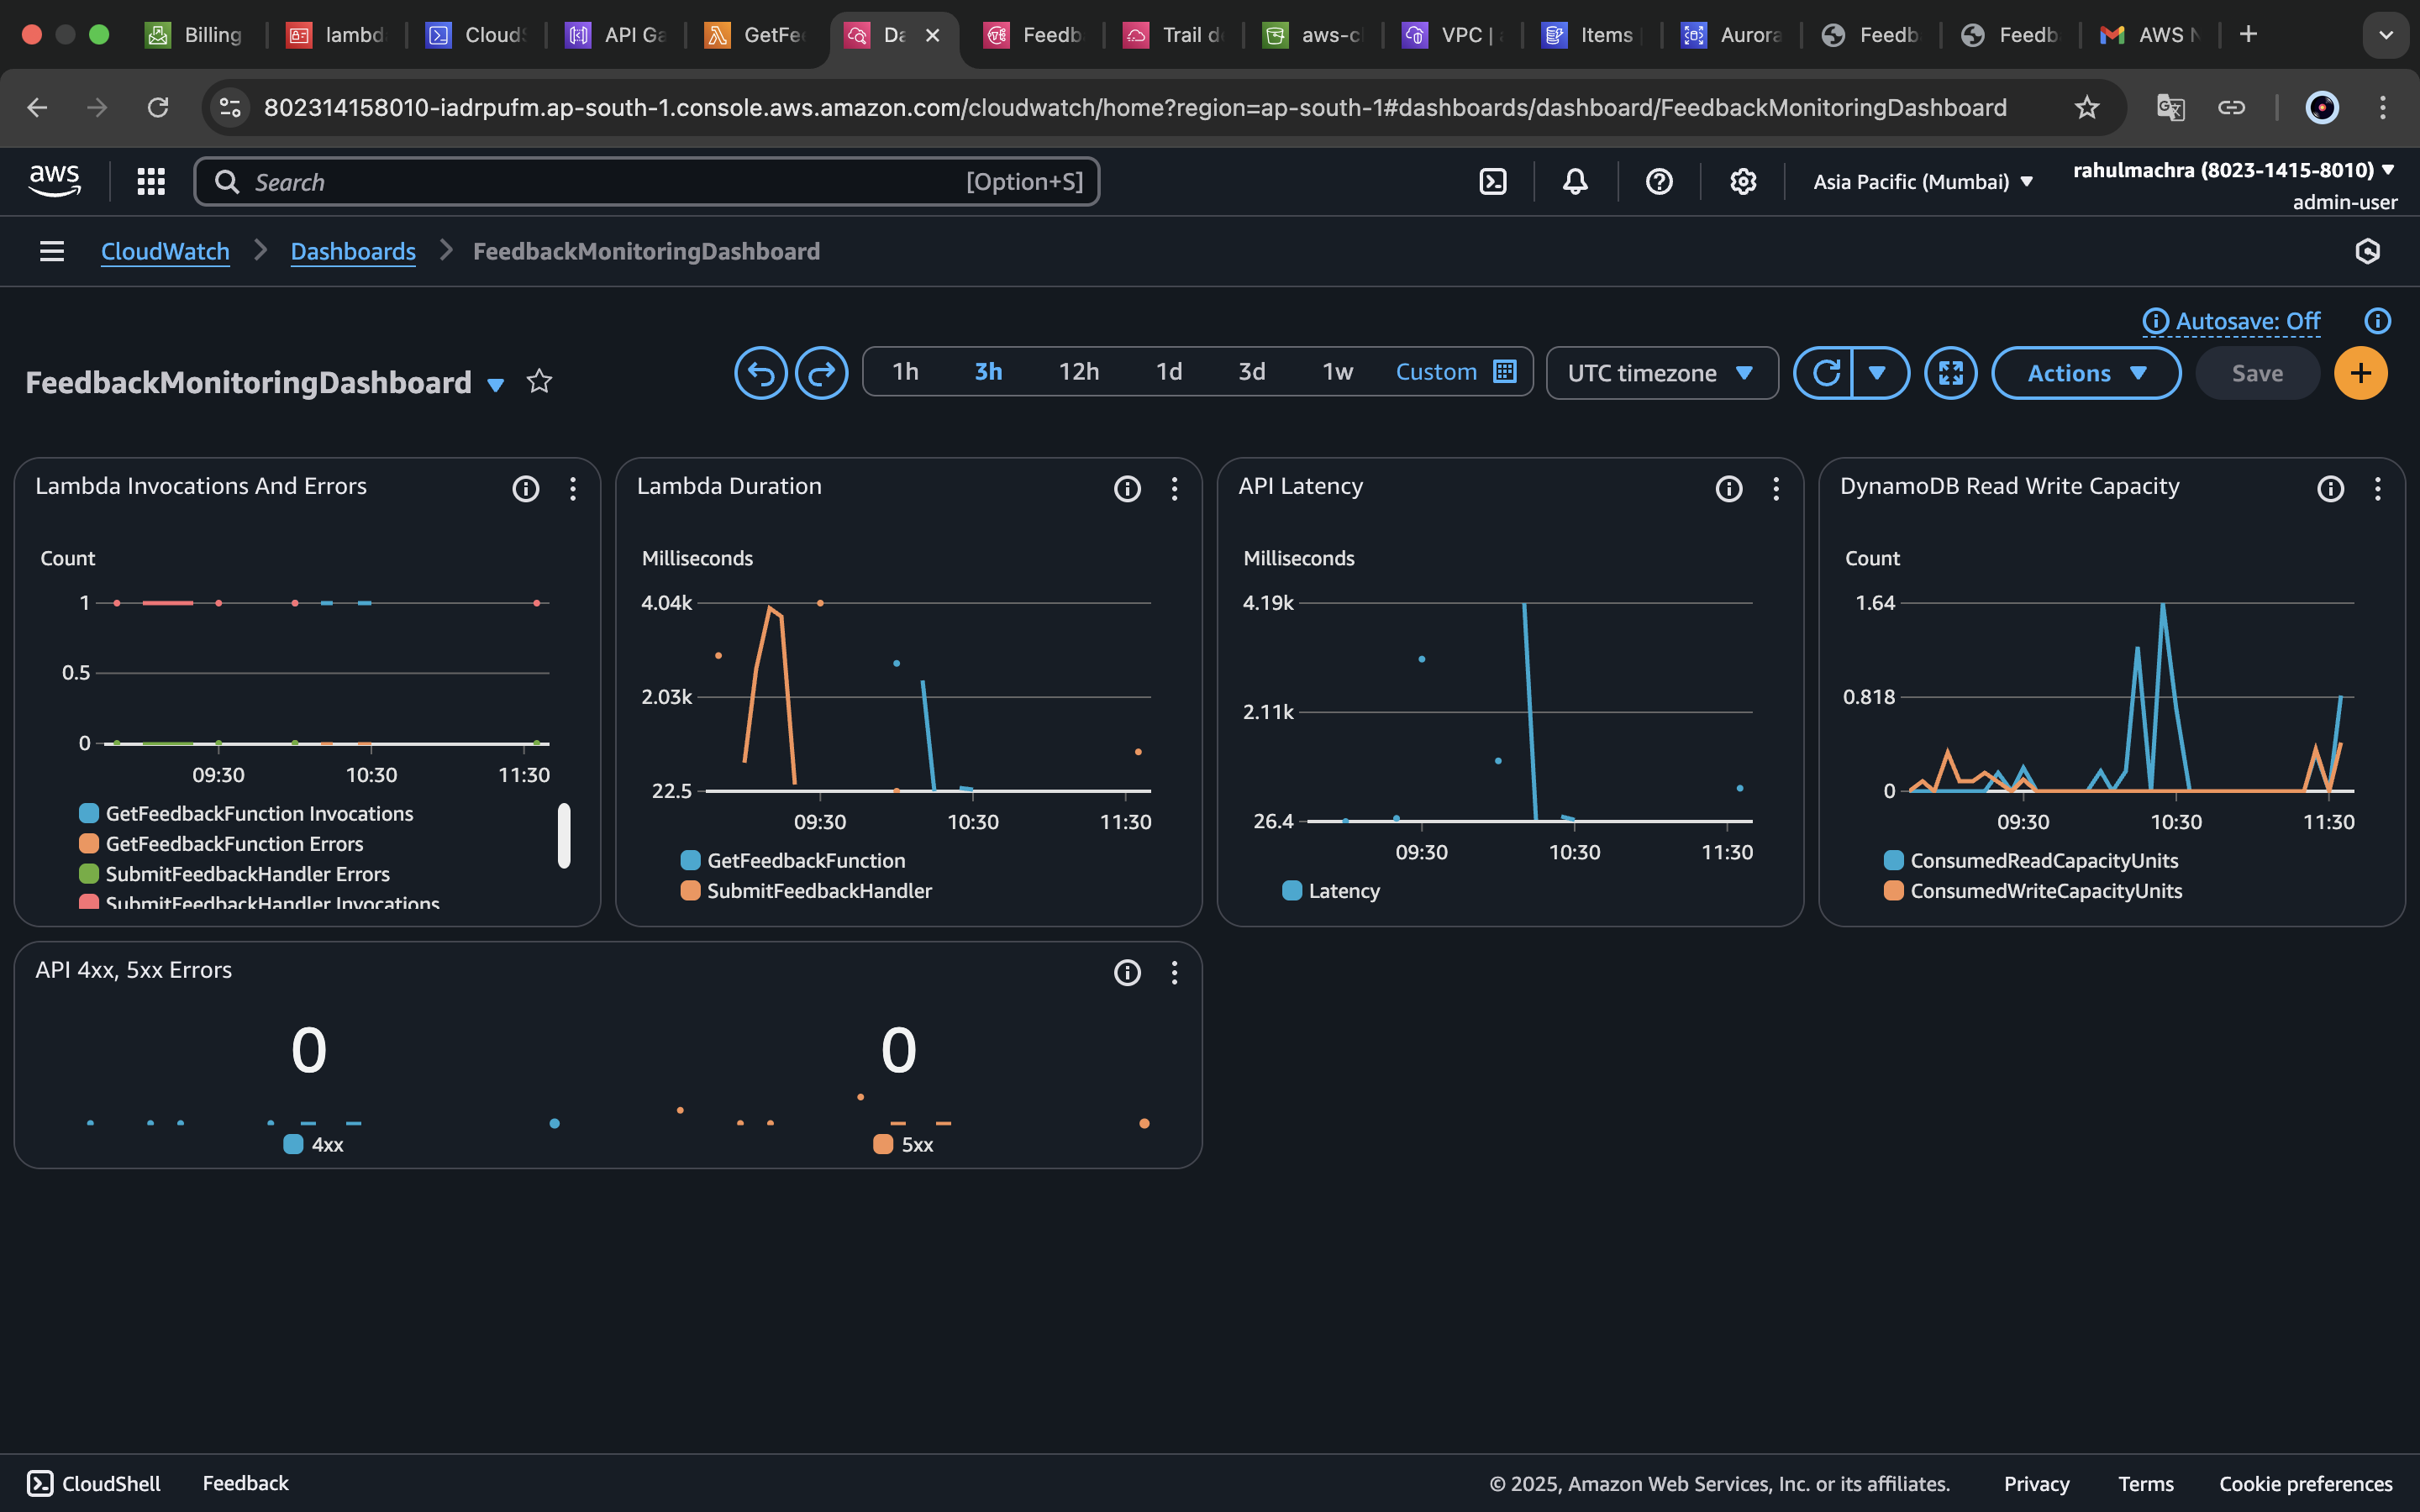 Billing
lambd
Cloud
API Ga
GetFe
Da
Feedb
Trail d
aws-c
VPC |
Items
Aurora
Feedb
Feedb
AWS N
802314158010-iadrpufm.ap-south-1.console.aws.amazon.com/cloudwatch/home?region=ap-south-1#dashboards/dashboard/FeedbackMonitoringDashboard
aws
Search
[Option+S]
Asia Pacific (Mumbai)
rahulmachra (8023-1415-8010)
admin-user
CloudWatch
Dashboards
FeedbackMonitoringDashboard
Autosave: Off
FeedbackMonitoringDashboard
1h
3h
12h
1d
3d
1w
Custom
UTC timezone
Actions
Save
Lambda Invocations And Errors
Count
1
0.5
0
09:30
10:30
11:30
GetFeedbackFunction Invocations
GetFeedbackFunction Errors
SubmitFeedbackHandler Errors
SubmitFeedbackHandler Invocations
Lambda Duration
Milliseconds
4.04k
2.03k
22.5
09:30
10:30
11:30
GetFeedbackFunction
SubmitFeedbackHandler
API Latency
Milliseconds
4.19k
2.11k
26.4
09:30
10:30
11:30
Latency
DynamoDB Read Write Capacity
Count
1.64
0.818
0
09:30
10:30
11:30
ConsumedReadCapacityUnits
ConsumedWriteCapacityUnits
API 4xx, 5xx Errors
0
0
4xx
5xx
CloudShell
Feedback
© 2025, Amazon Web Services, Inc. or its affiliates.
Privacy
Terms
Cookie preferences